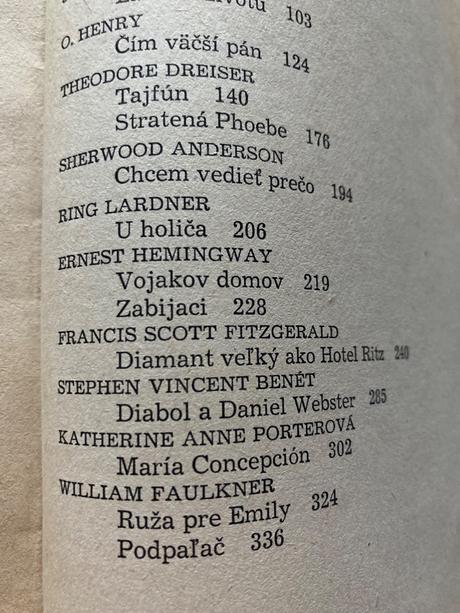 103
O. HENRY
Čím väčší pán 124
THEODORE DREISER
Tajfún 140
Stratená Phoebe 176
SHERWOOD ANDERSON
Chcem vedieť prečo 194
RING LARDNER
U holiča 206
ERNEST HEMINGWAY
Vojakov domov 219
Zabijaci 228
FRANCIS SCOTT FITZGERALD
Diamant veľký ako Hotel Ritz 240
STEPHEN VINCENT BENÉT
Diabol a Daniel Webster 285
KATHERINE ANNE PORTEROVÁ
María Concepción 302
WILLIAM FAULKNER
Ruža pre Emily 324
Podpaľač 336